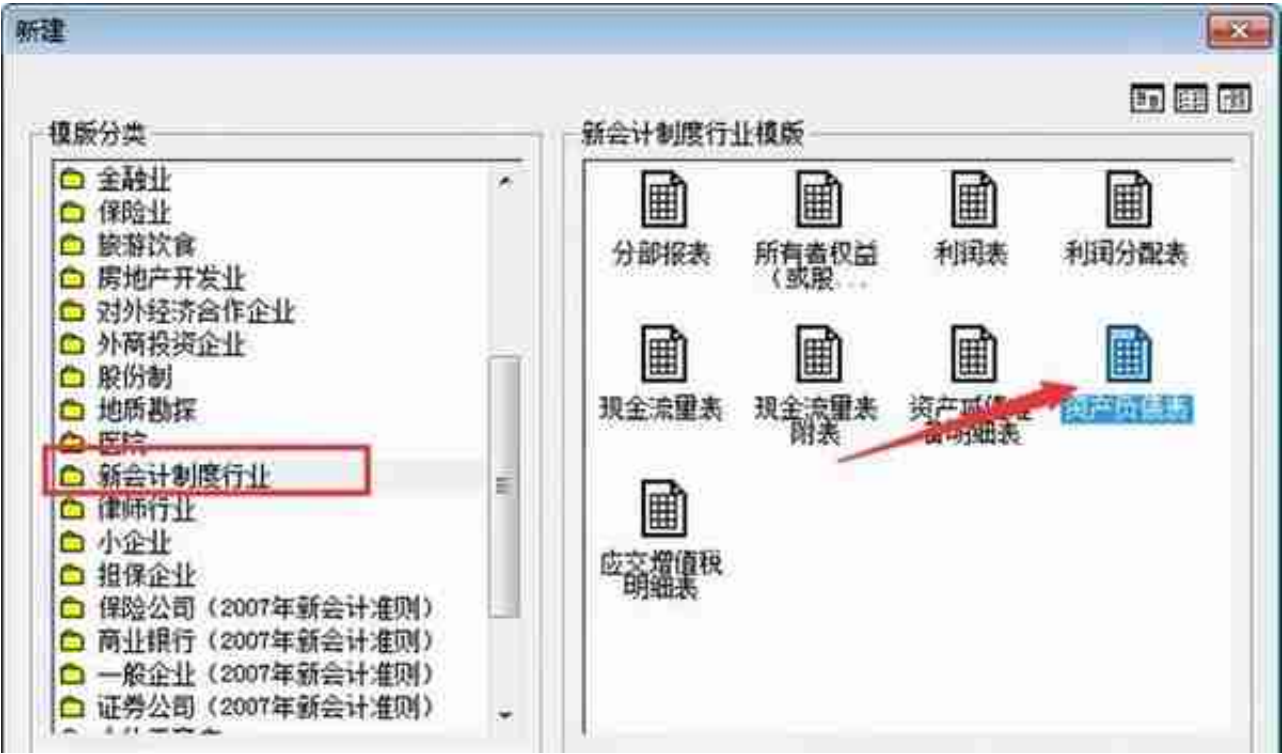 新建
模版分类
金融业
保险业
旅游饮食
房地产开发业
对外经济合作企业
外商投资企业
股份制
地质勘探
医院
新会计制度行业
律师行业
小企业
担保企业
保险公司（2007年新会计准则）
商业银行（2007年新会计准则）
一般企业（2007年新会计准则）
证券公司（2007年新会计准则）
新会计制度行业模版
分部报表
所有者权益
（或股...
利润表
利润分配表
现金流量表
现金流量表
附表
资产减值准
备明细表
资产负债表
应交增值税
明细表